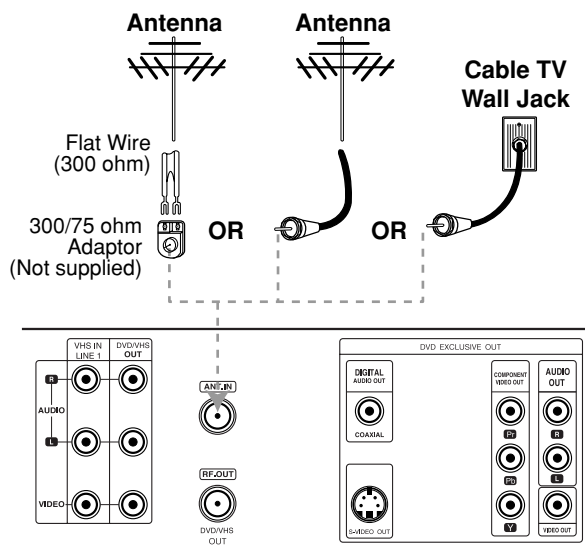 Antenna
Antenna
Cable TV
Wall Jack
Flat Wire
(300 ohm)
300/75 ohm
Adaptor
(Not supplied)
OR
OR
VHS IN
LINE 1
DVD/VHS
OUT
R
AUDIO
L
VIDEO
ANT.IN
RF.OUT
DVD/VHS
OUT
DVD EXCLUSIVE OUT
DIGITAL
AUDIO OUT
COAXIAL
S-VIDEO OUT
COMPONENT
VIDEO OUT
Pr
Pb
Y
AUDIO
OUT
R
L
VIDEO OUT